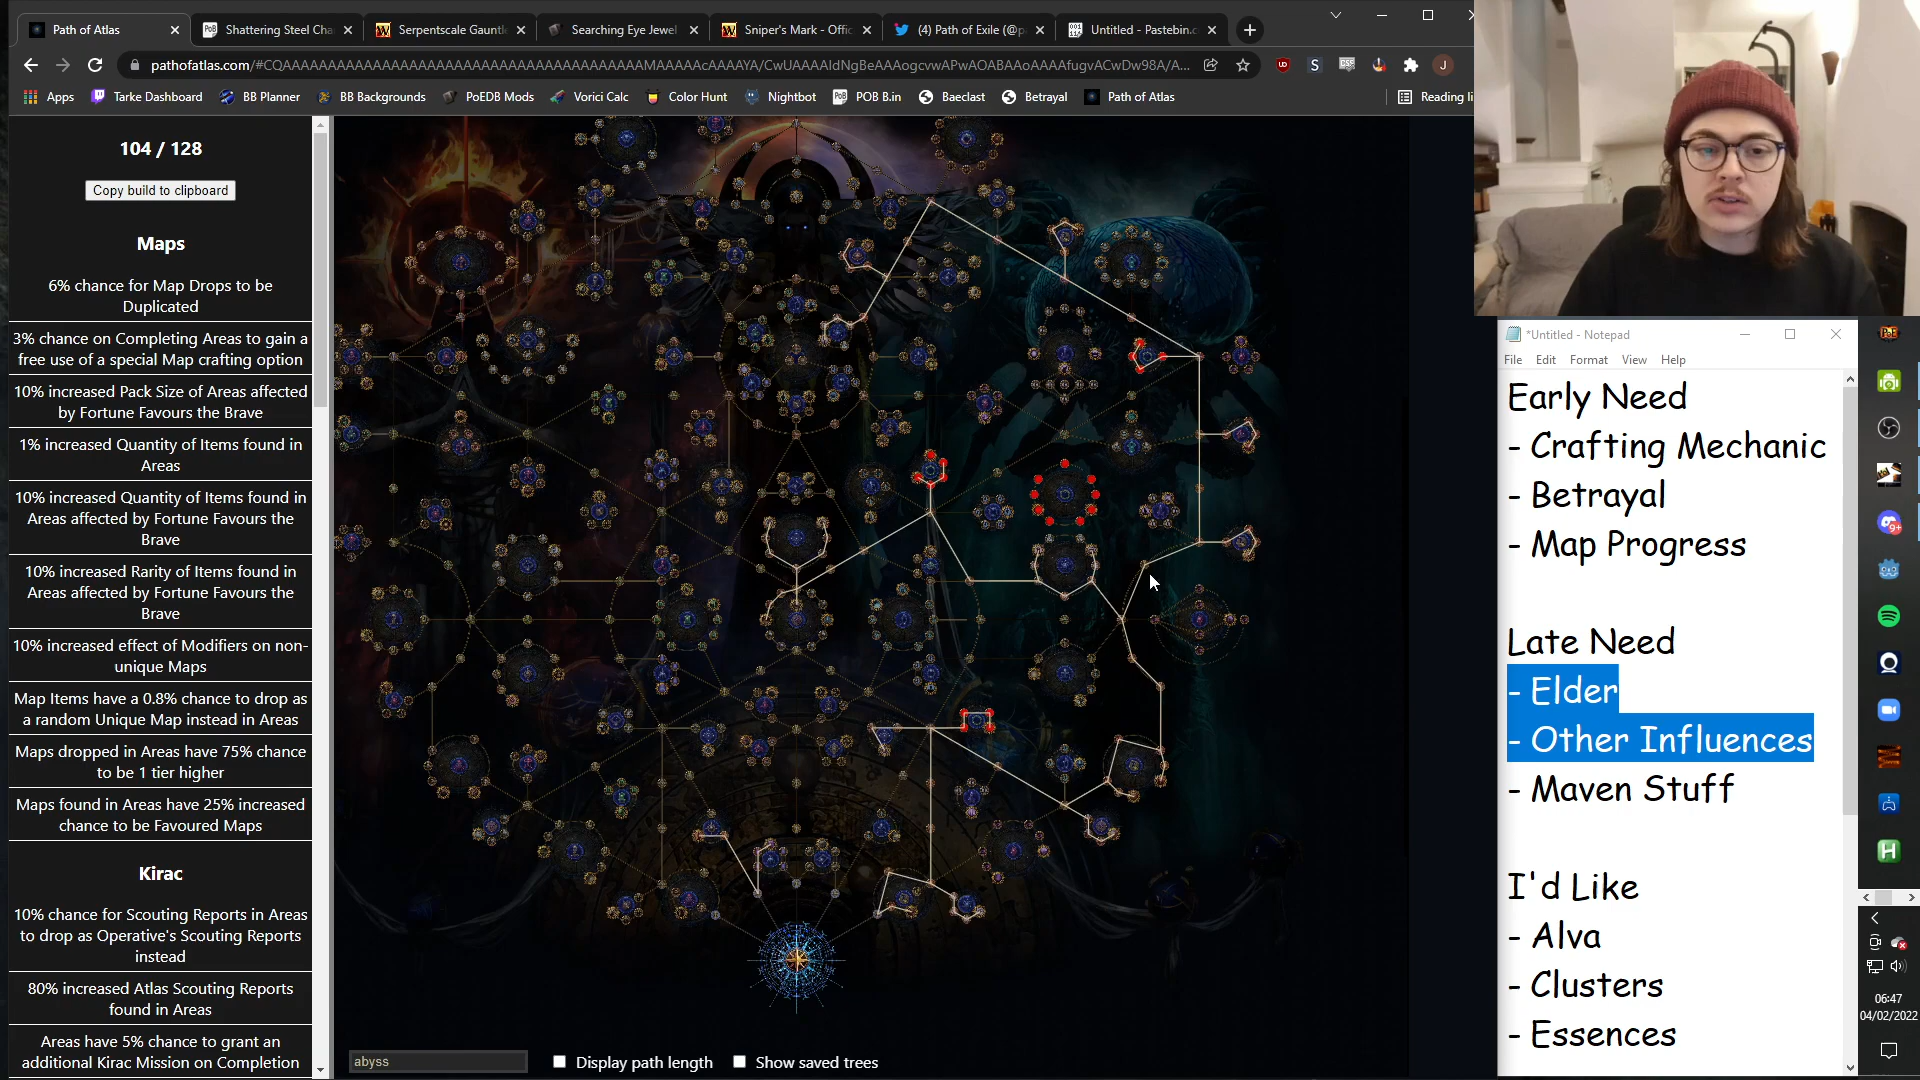 Path of Atlas
Shattering Steel Cha
Serpentscale Gauntle
Searching Eye Jewel
Sniper's Mark - Offic
(4) Path of Exile (@p
Untitled - Pastebin.c
Apps
Tarke Dashboard
BB Planner
BB Backgrounds
PoEDB Mods
Vorici Calc
Color Hunt
Nightbot
POB B.in
Baeclast
Betrayal
Path of Atlas
Reading li
104 / 128
Copy build to clipboard
Maps
6% chance for Map Drops to be
Duplicated
3% chance on Completing Areas to gain a
free use of a special Map crafting option
10% increased Pack Size of Areas affected
by Fortune Favours the Brave
1% increased Quantity of Items found in
Areas
10% increased Quantity of Items found in
Areas affected by Fortune Favours the
Brave
10% increased Rarity of Items found in
Areas affected by Fortune Favours the
Brave
10% increased effect of Modifiers on non-
unique Maps
Map Items have a 0.8% chance to drop as
a random Unique Map instead in Areas
Maps dropped in Areas have 75% chance
to be 1 tier higher
Maps found in Areas have 25% increased
chance to be Favoured Maps
Kirac
10% chance for Scouting Reports in Areas
to drop as Operative's Scouting Reports
instead
80% increased Atlas Scouting Reports
found in Areas
Areas have 5% chance to grant an
additional Kirac Mission on Completion
abyss
Display path length
Show saved trees
*Untitled - Notepad
File Edit Format View Help
Early Need
- Crafting Mechanic
- Betrayal
- Map Progress
Late Need
- Elder
- Other Influences
- Maven Stuff
I'd Like
- Alva
- Clusters
- Essences
06:47
04/02/2022